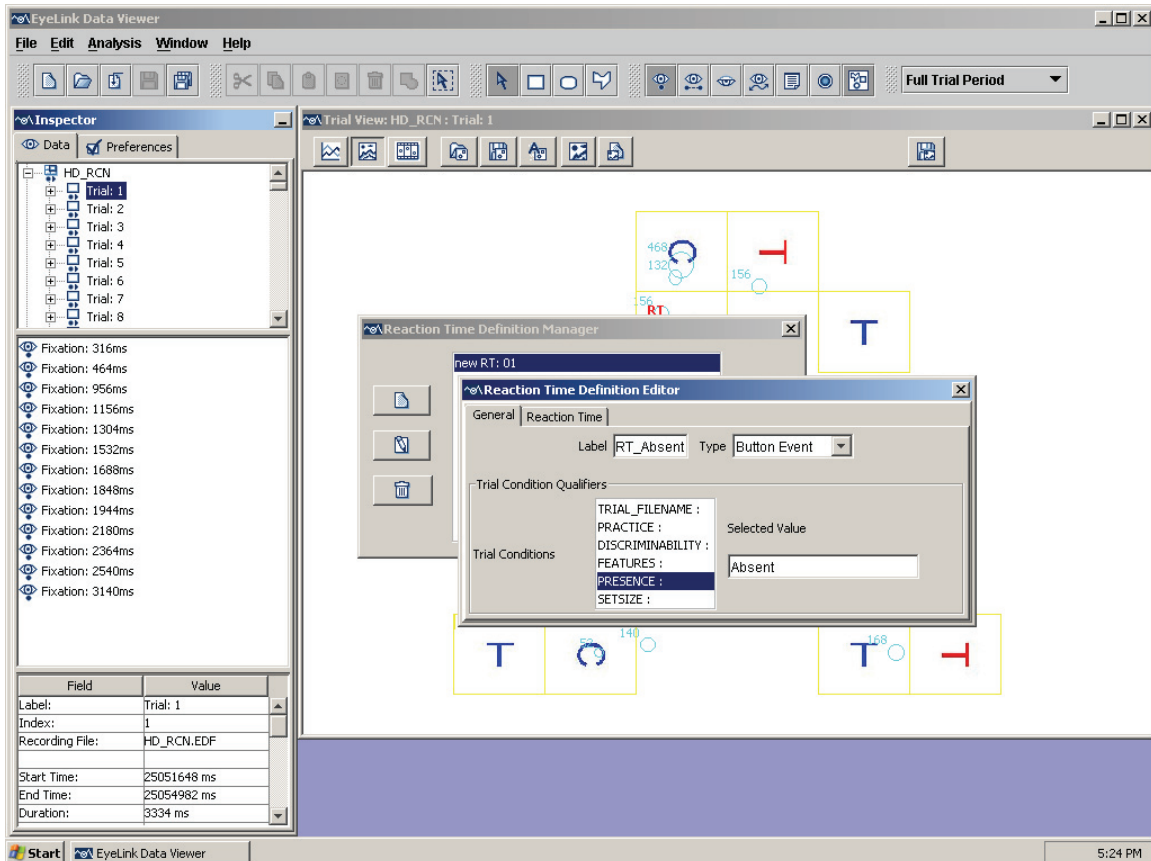 EyeLink Data Viewer
File Edit Analysis Window Help
Full Trial Period
Inspector
Data Preferences
HD_RCN
Trial: 1
Trial: 2
Trial: 3
Trial: 4
Trial: 5
Trial: 6
Trial: 7
Trial: 8
Fixation: 316ms
Fixation: 464ms
Fixation: 956ms
Fixation: 1156ms
Fixation: 1304ms
Fixation: 1532ms
Fixation: 1688ms
Fixation: 1848ms
Fixation: 1944ms
Fixation: 2180ms
Fixation: 2364ms
Fixation: 2540ms
Fixation: 3140ms
Field Value
Label: Trial: 1
Index: 1
Recording File: HD_RCN.EDF
Start Time: 25051648 ms
End Time: 25054982 ms
Duration: 3334 ms
Trial View: HD_RCN : Trial: 1
468
C
T
132
156
156
RT
T
Reaction Time Definition Manager
new RT: 01
Reaction Time Definition Editor
General Reaction Time
Label RT_Absent Type Button Event
Trial Condition Qualifiers
Trial Conditions
TRIAL_FILENAME :
PRACTICE :
DISCRIMINABILITY :
FEATURES :
PRESENCE :
SETSIZE :
Selected Value
Absent
T C 140 T 168 T
Start EyeLink Data Viewer 5:24 PM